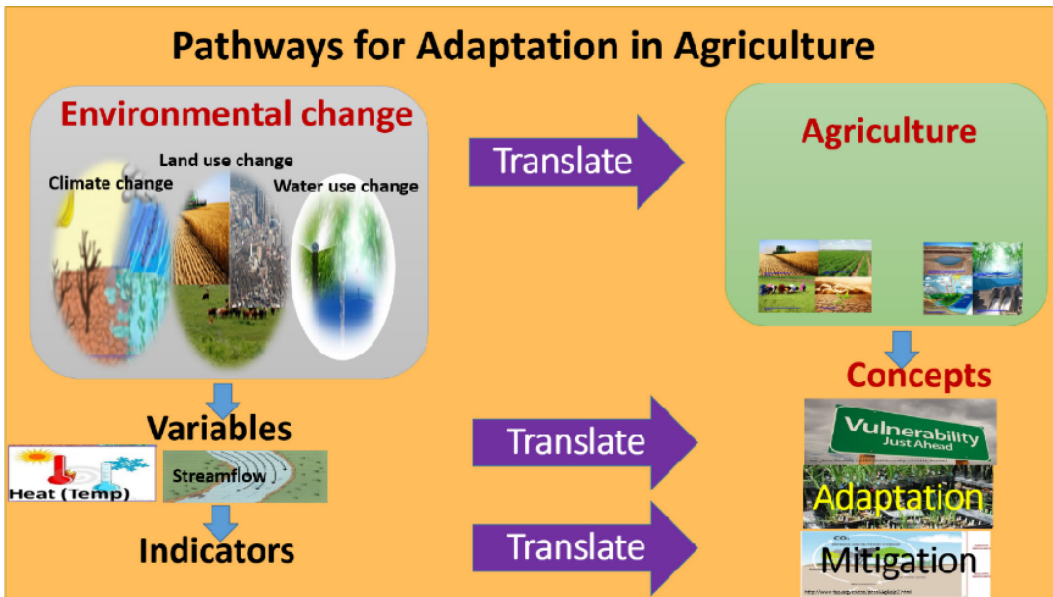 Pathways for Adaptation in Agriculture
Environmental change
Land use change
Climate change
Water use change
Translate
Agriculture
Concepts
Variables
Heat (Temp)
Streamflow
Translate
Vulnerability
Just Ahead
Adaptation
Indicators
Translate
CO₂
Mitigation